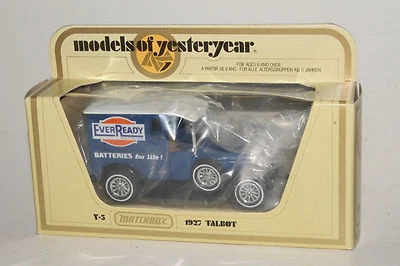 models of yesteryear®
FOR AGES 8 AND OVER
A PARTIR DE 8 ANS. FÜR ALLE ALTERSGRUPPEN AB 8 JAHREN
EVERREADY
BATTERIES for life!
Y-5 MATCHBOX 1927 TALBOT